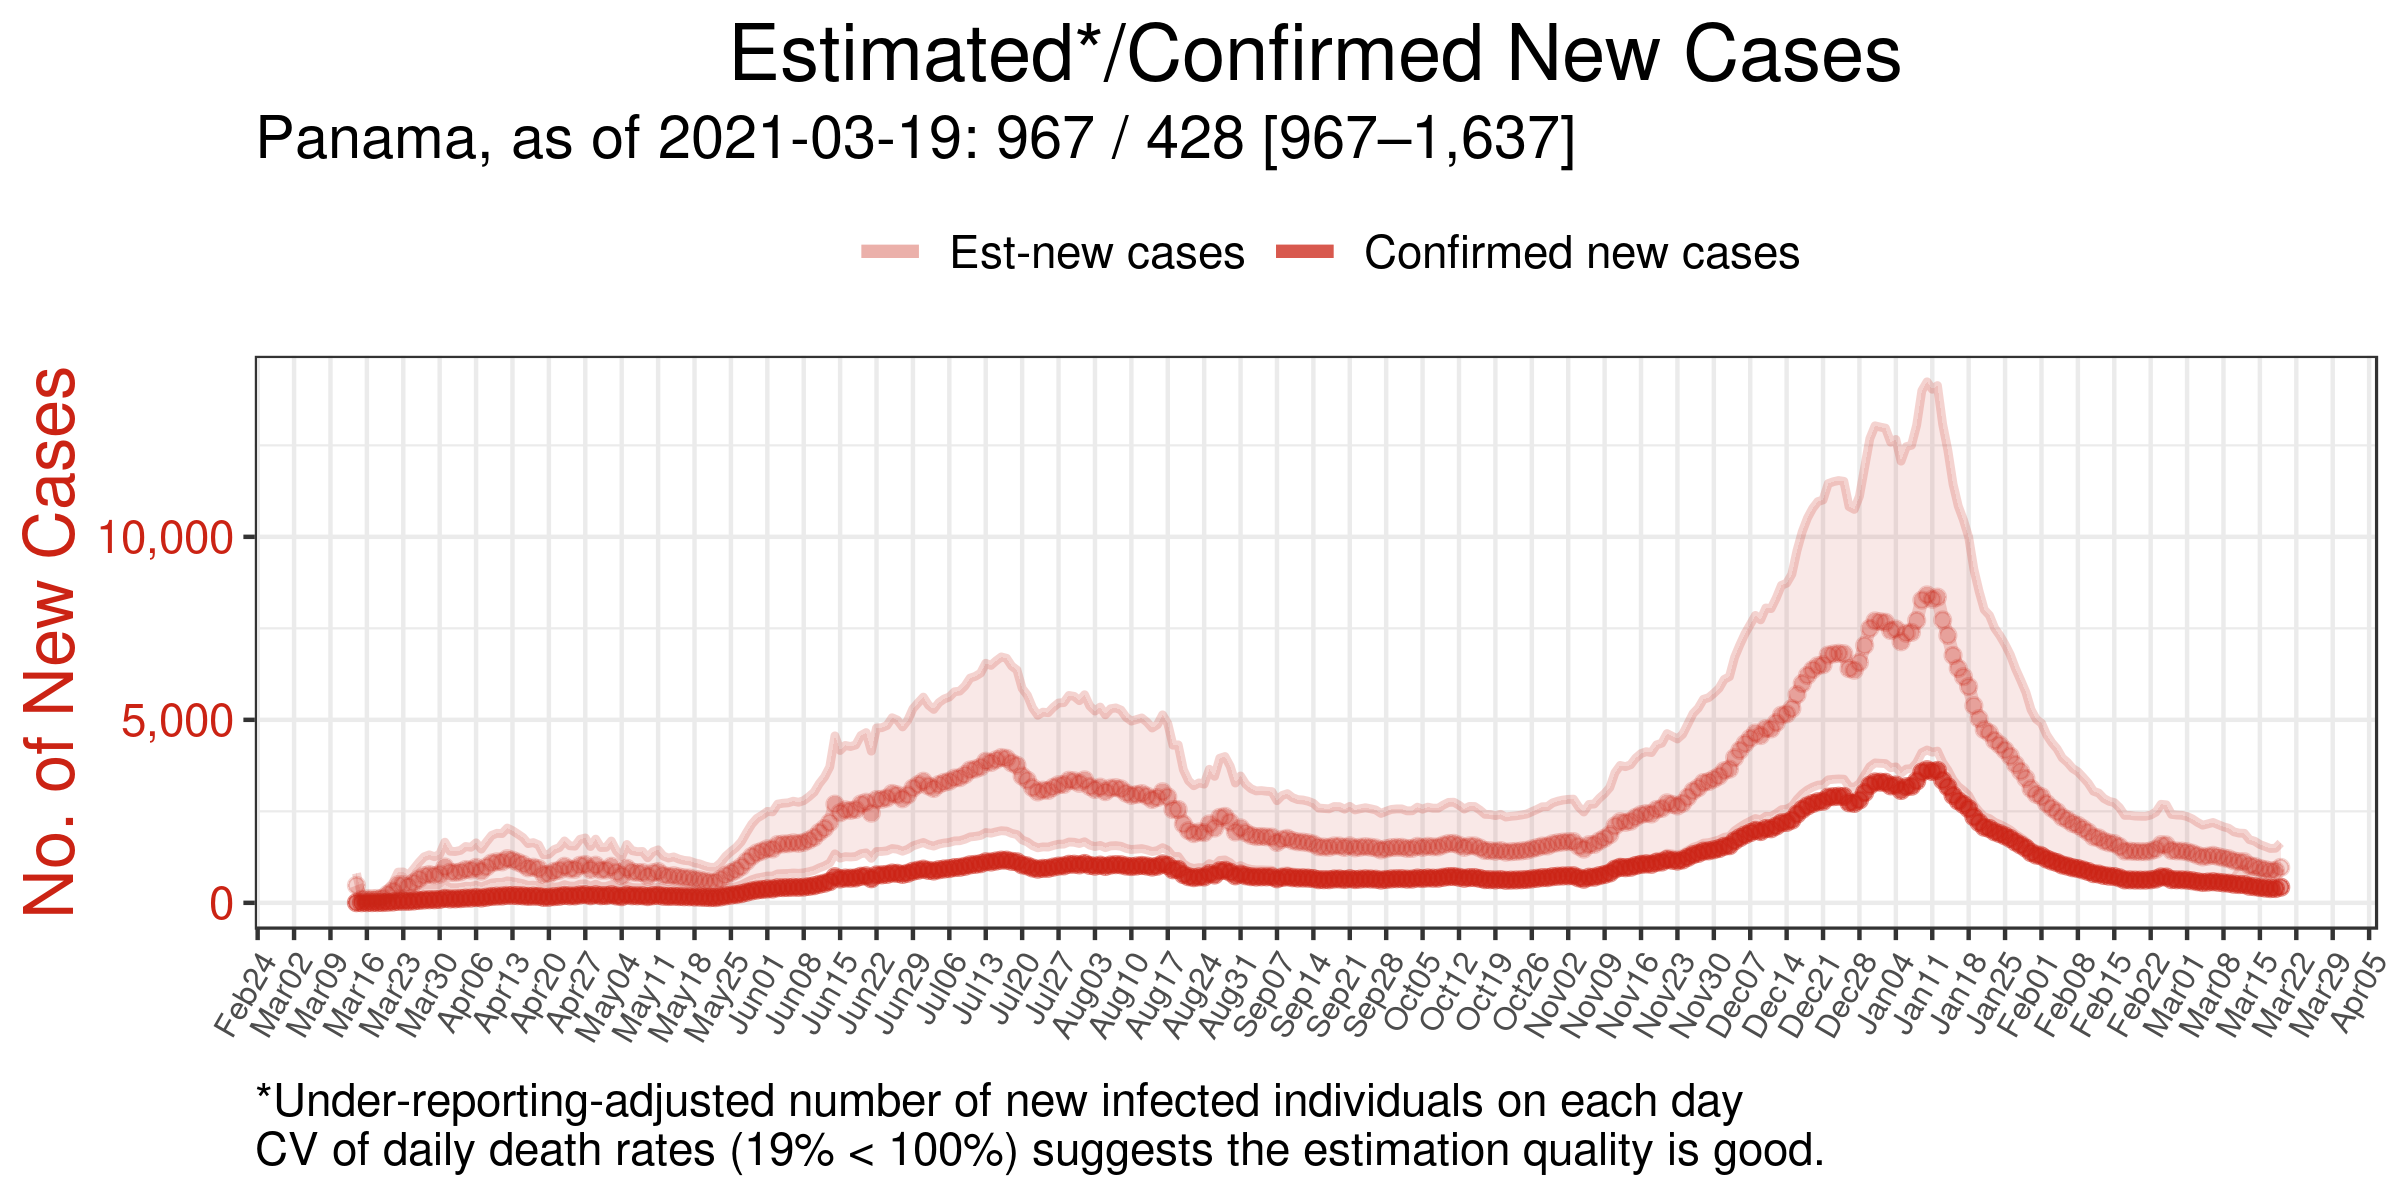 Estimated*/Confirmed New Cases
Panama, as of 2021-03-19: 967 / 428 [967–1,637]
Est-new cases Confirmed new cases
No. of New Cases
10,000
5,000
0
Feb24 Mar02 Mar09 Mar16 Mar23 Mar30 Apr06 Apr13 Apr20 Apr27 May04 May11 May18 May25 Jun01 Jun08 Jun15 Jun22 Jun29 Jul06 Jul13 Jul20 Jul27 Aug03 Aug10 Aug17 Aug24 Aug31 Sep07 Sep14 Sep21 Sep28 Oct05 Oct12 Oct19 Oct26 Nov02 Nov09 Nov16 Nov23 Nov30 Dec07 Dec14 Dec21 Dec28 Jan04 Jan11 Jan18 Jan25 Feb01 Feb08 Feb15 Feb22 Mar01 Mar08 Mar15 Mar22 Mar29 Apr05
*Under-reporting-adjusted number of new infected individuals on each day
CV of daily death rates (19% < 100%) suggests the estimation quality is good.